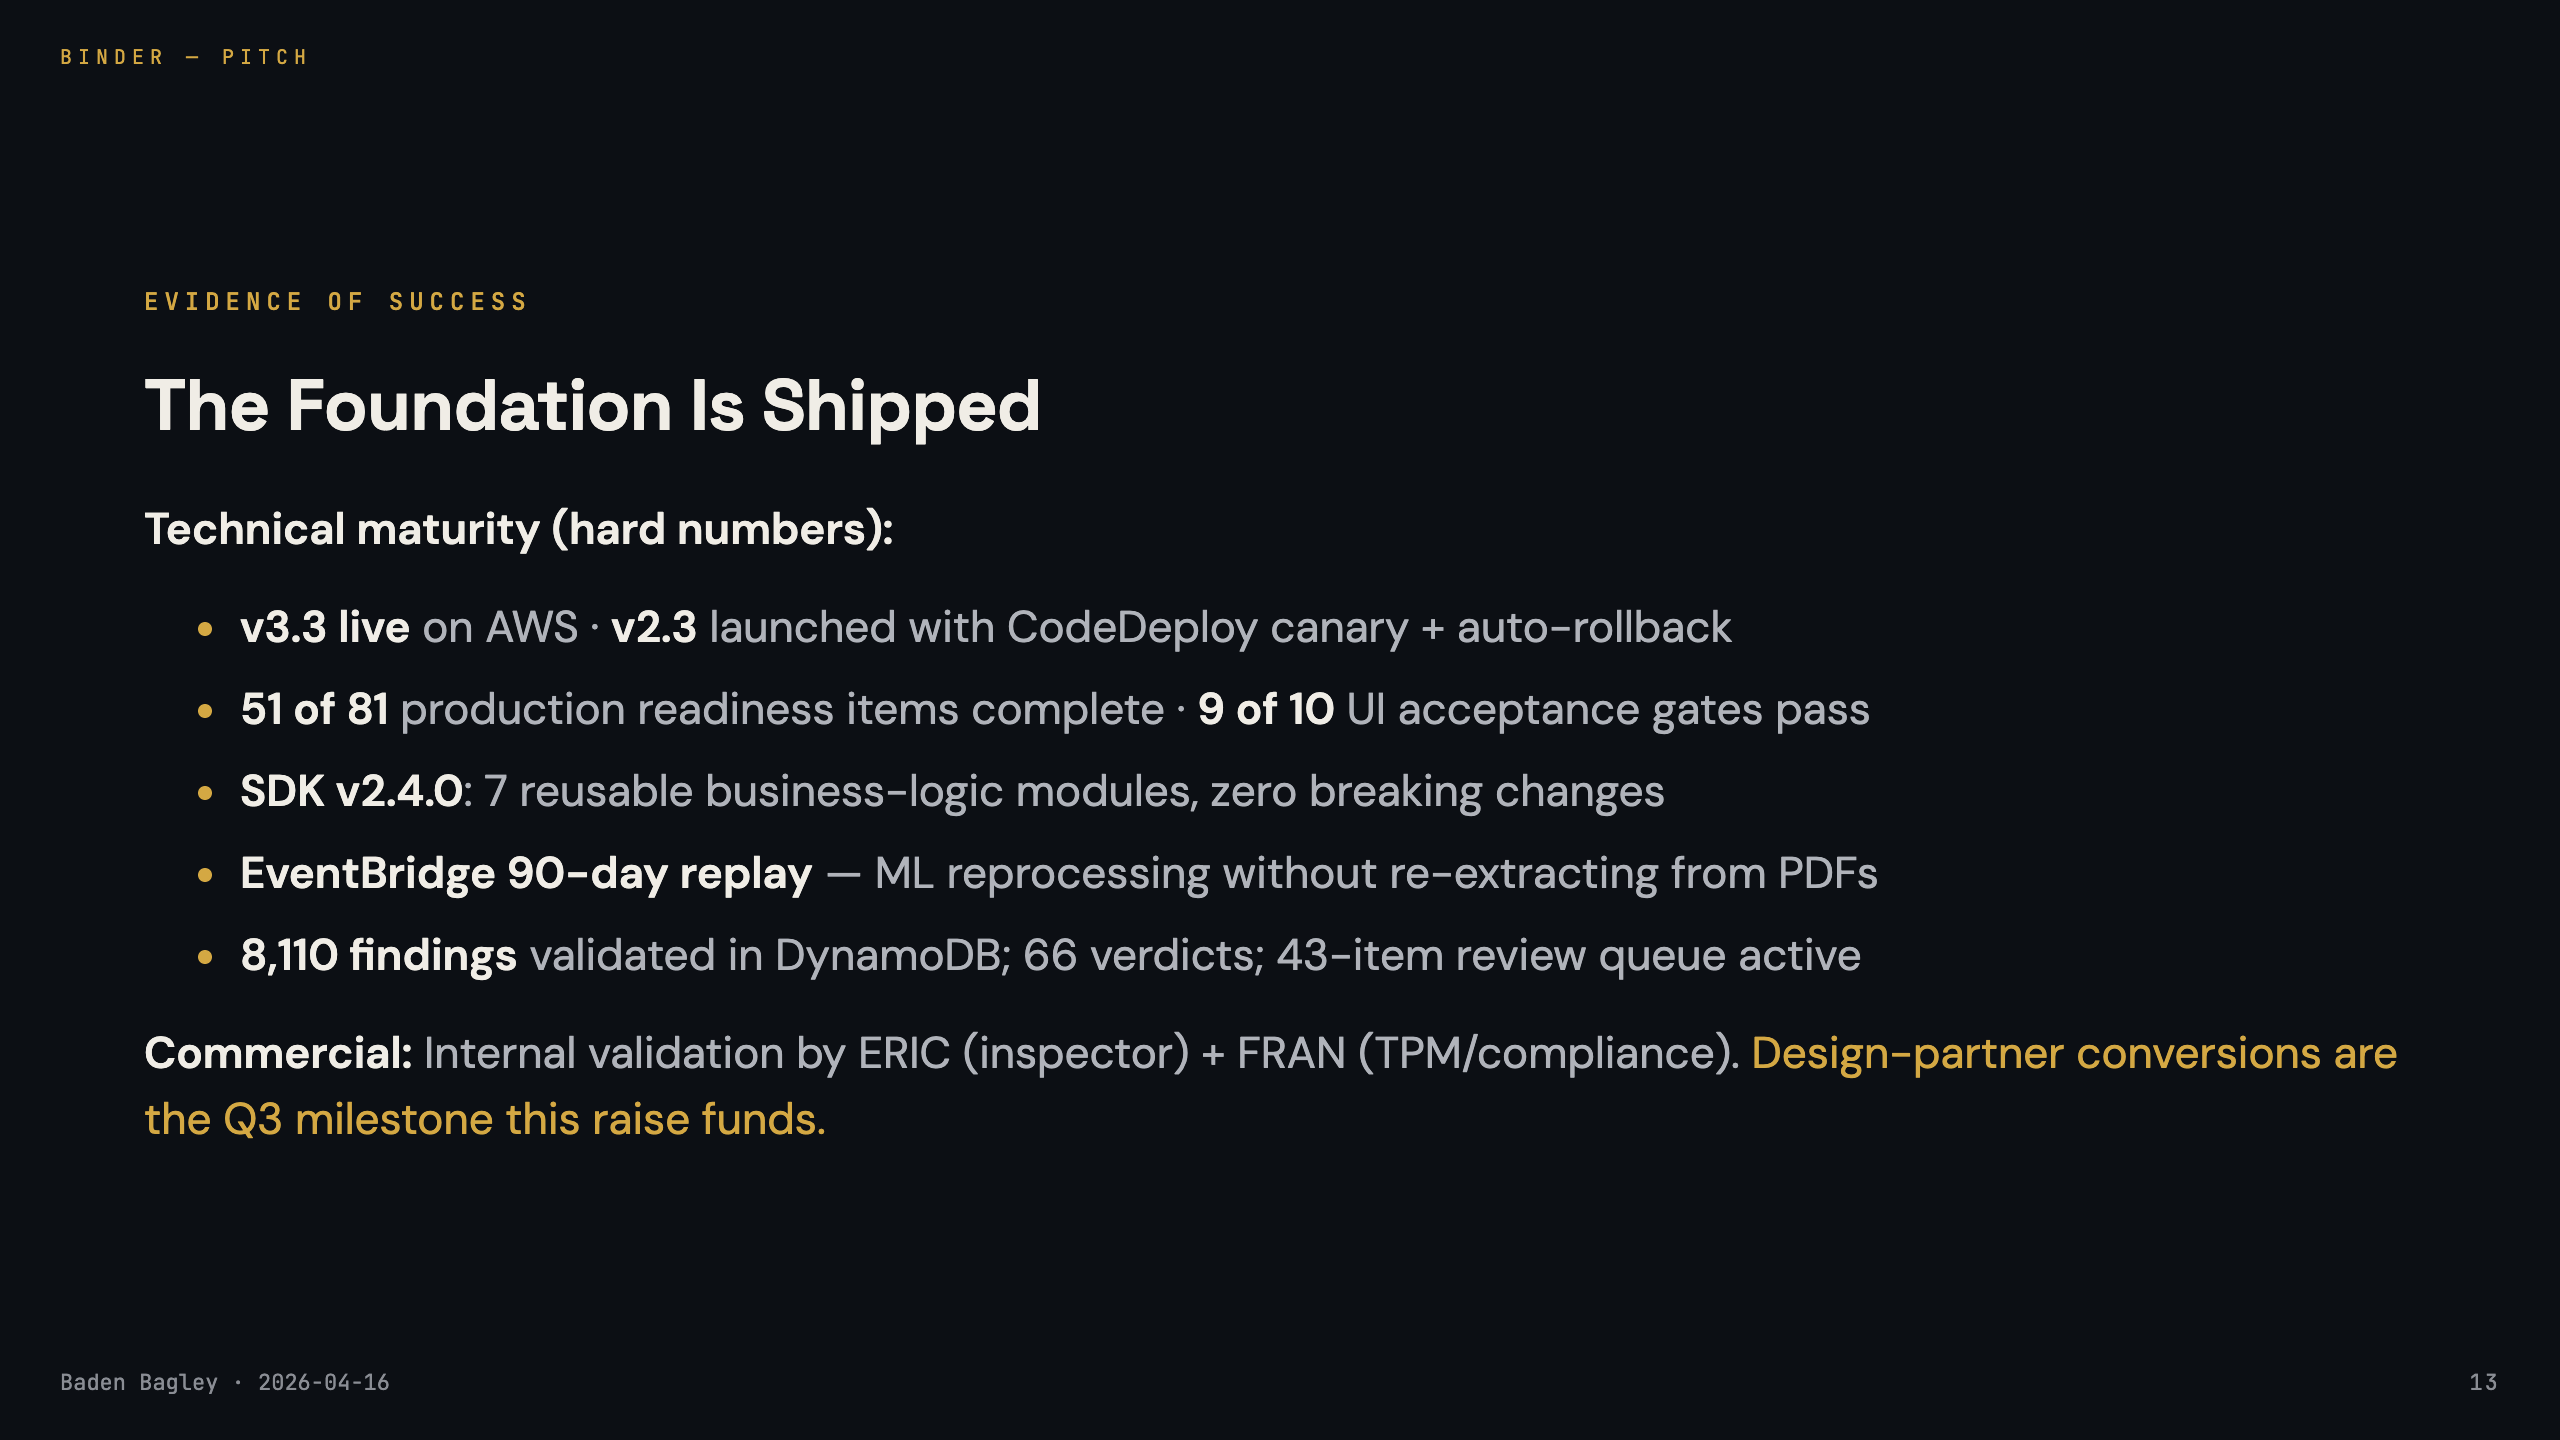 BINDER — PITCH
EVIDENCE OF SUCCESS
The Foundation Is Shipped
Technical maturity (hard numbers):
• v3.3 live on AWS · v2.3 launched with CodeDeploy canary + auto-rollback
• 51 of 81 production readiness items complete · 9 of 10 UI acceptance gates pass
• SDK v2.4.0: 7 reusable business-logic modules, zero breaking changes
• EventBridge 90-day replay — ML reprocessing without re-extracting from PDFs
• 8,110 findings validated in DynamoDB; 66 verdicts; 43-item review queue active
Commercial: Internal validation by ERIC (inspector) + FRAN (TPM/compliance). Design-partner conversions are
the Q3 milestone this raise funds.
Baden Bagley · 2026-04-16
13